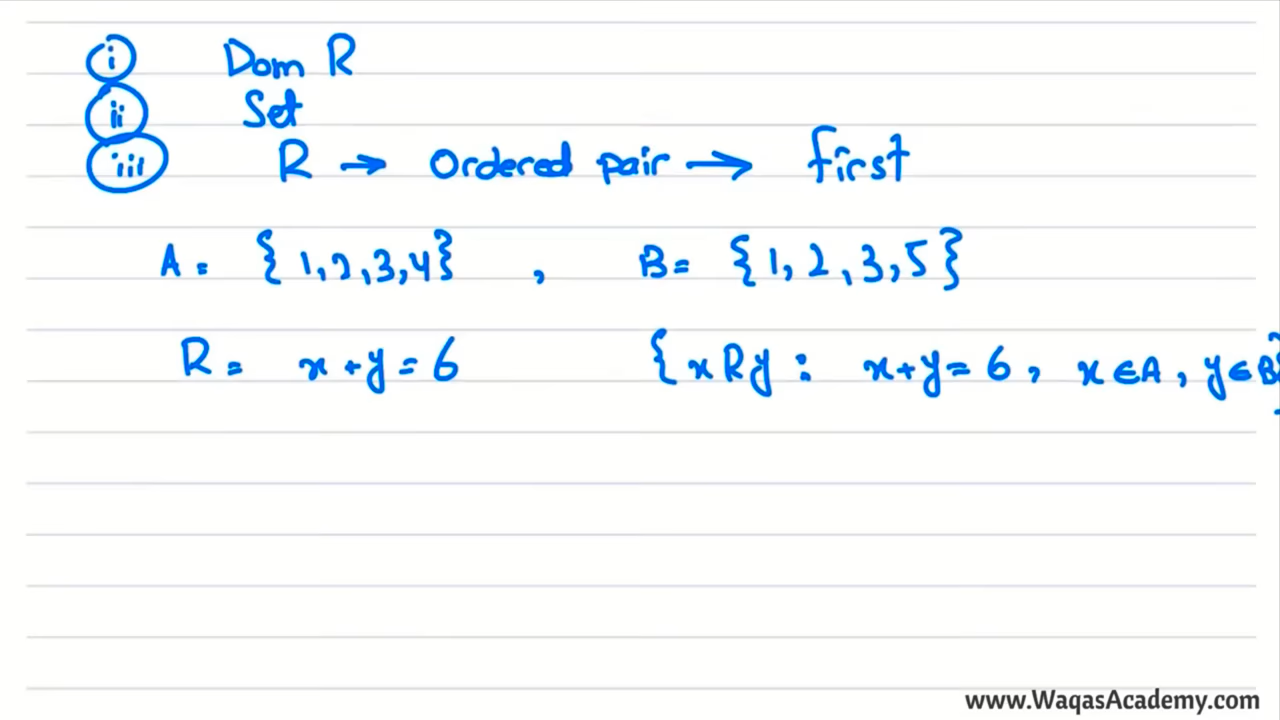 i Dom R
ii Set
iii R → Ordered pair → first
A = {1,2,3,4} , B = {1, 2, 3, 5}
R = x+y=6 {xRy : x+y=6, x∈A, y∈B}
www.WaqasAcademy.com